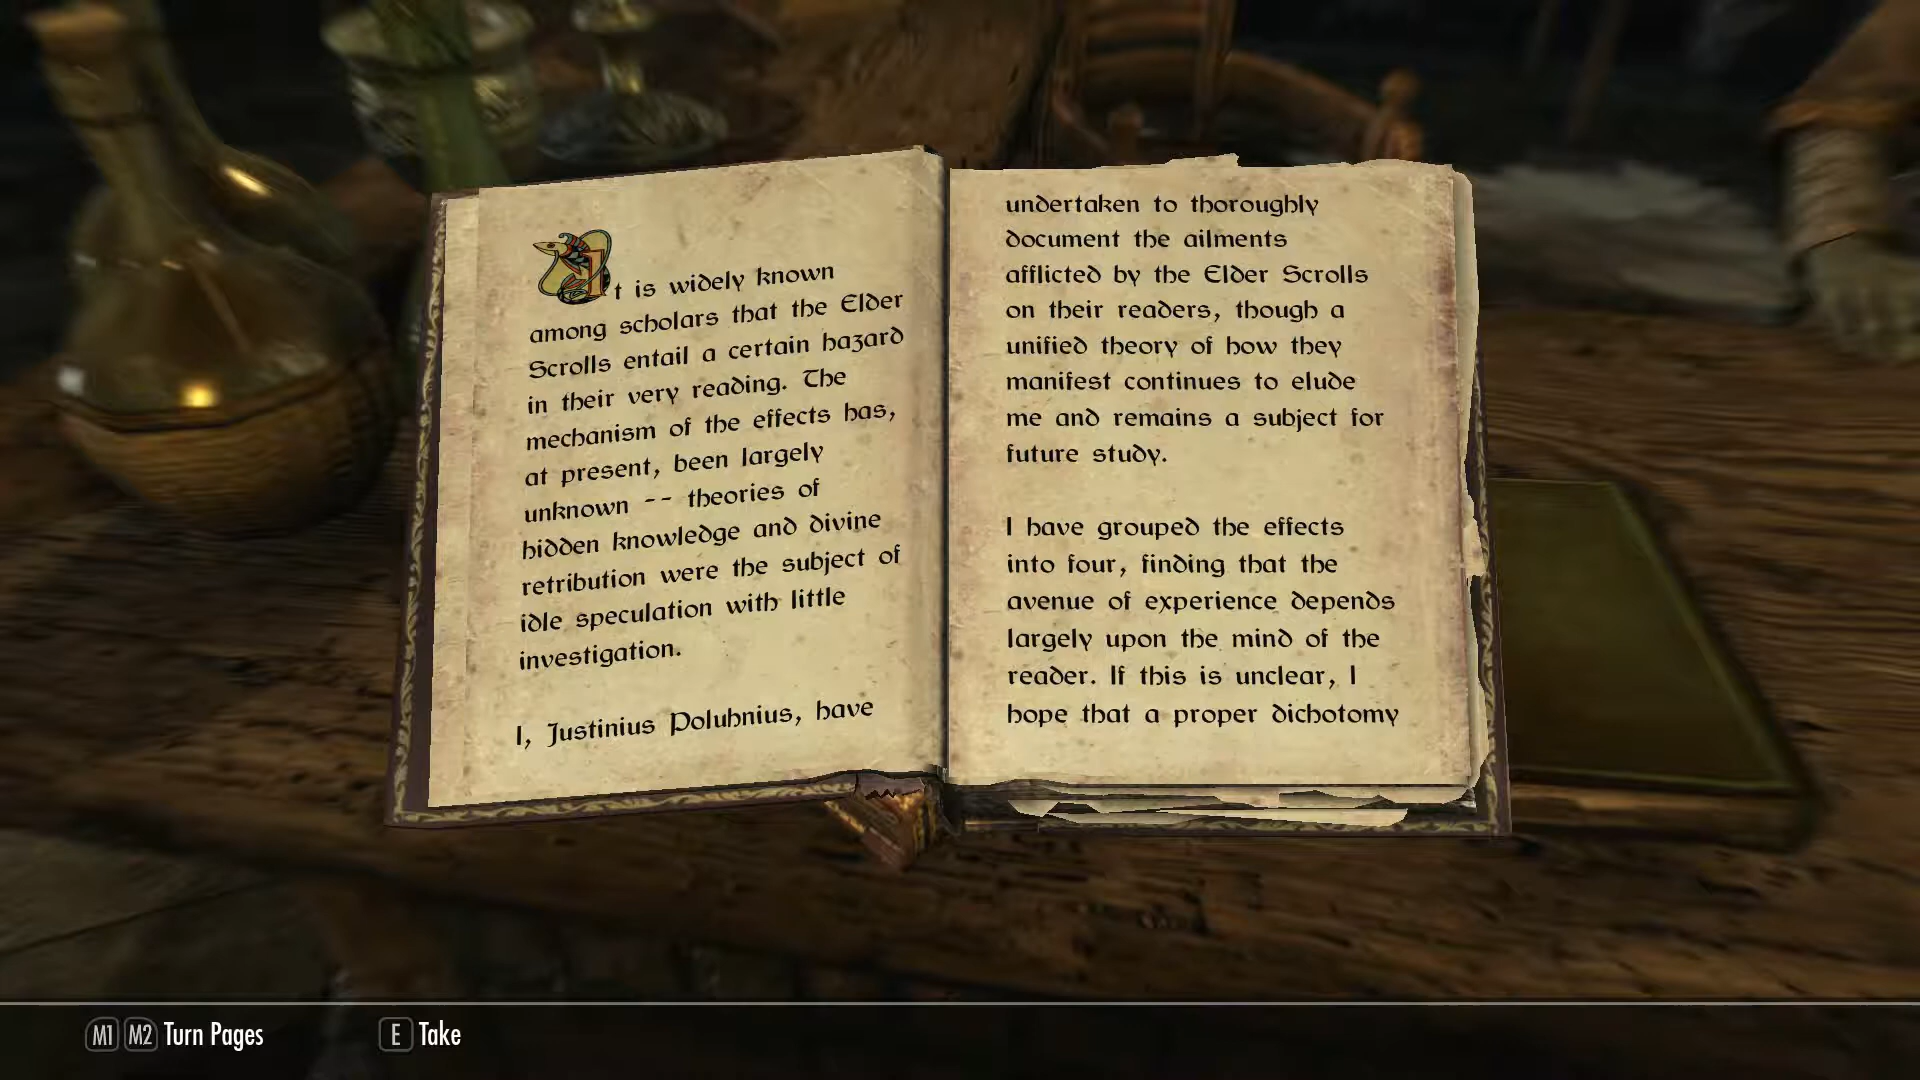 It is widely known
among scholars that the Elder
Scrolls entail a certain hazard
in their very reading. The
mechanism of the effects has,
at present, been largely
unknown -- theories of
hidden knowledge and divine
retribution were the subject of
idle speculation with little
investigation.
I, Justinius Poluhnius, have
undertaken to thoroughly
document the ailments
afflicted by the Elder Scrolls
on their readers, though a
unified theory of how they
manifest continues to elude
me and remains a subject for
future study.
I have grouped the effects
into four, finding that the
avenue of experience depends
largely upon the mind of the
reader. If this is unclear, I
hope that a proper dichotomy
M1 M2 Turn Pages
E Take